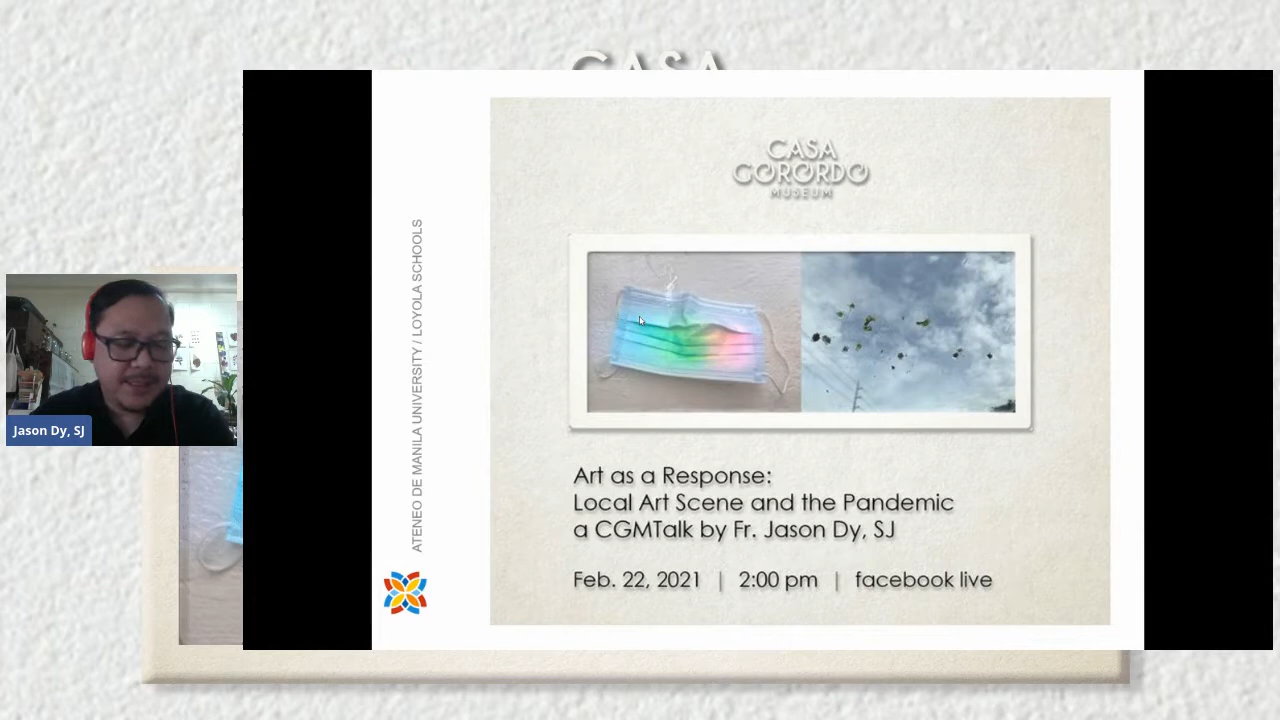 CASA
CASA
GORORDO
MUSEUM
ATENEO DE MANILA UNIVERSITY / LOYOLA SCHOOLS
Jason Dy, SJ
Art as a Response:
Local Art Scene and the Pandemic
a CGMTalk by Fr. Jason Dy, SJ
Feb. 22, 2021 | 2:00 pm | facebook live